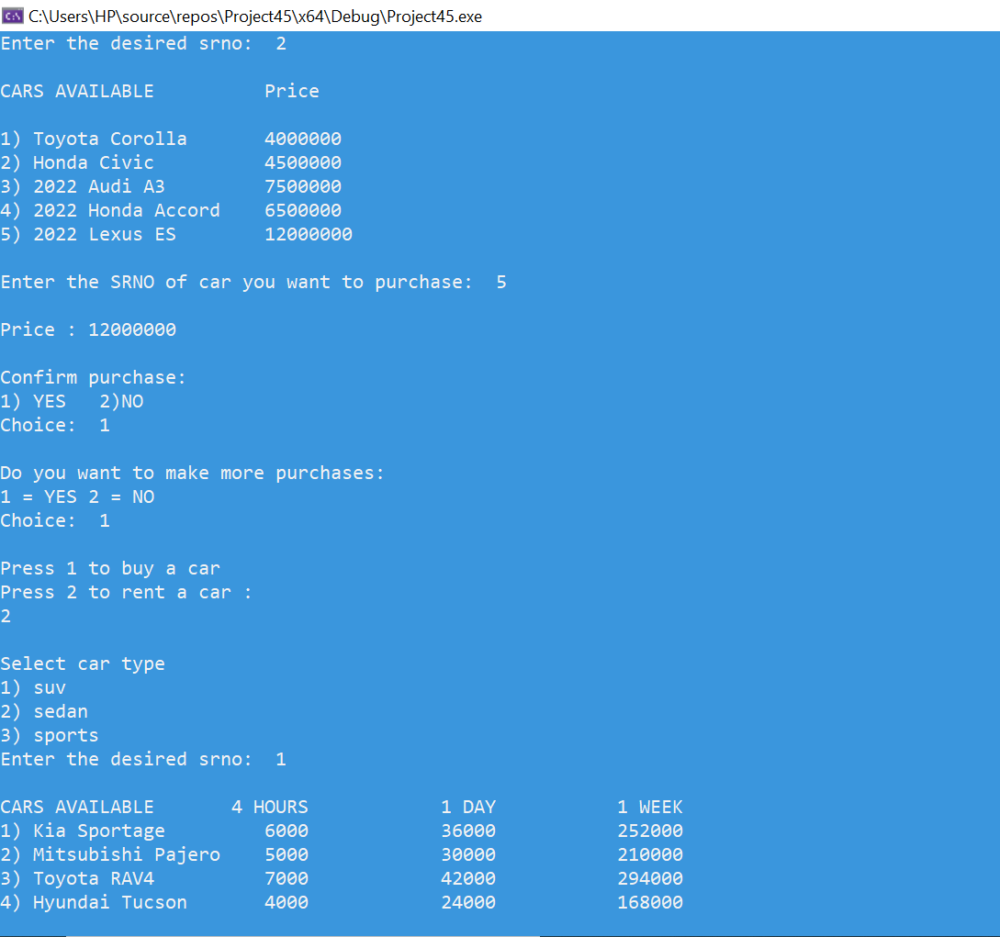 C:\Users\HP\source\repos\Project45\x64\Debug\Project45.exe
Enter the desired srno:  2
CARS AVAILABLE          Price
1) Toyota Corolla       4000000
2) Honda Civic          4500000
3) 2022 Audi A3         7500000
4) 2022 Honda Accord    6500000
5) 2022 Lexus ES        12000000
Enter the SRNO of car you want to purchase:  5
Price : 12000000
Confirm purchase:
1) YES   2)NO
Choice:  1
Do you want to make more purchases:
1 = YES 2 = NO
Choice:  1
Press 1 to buy a car
Press 2 to rent a car :
2
Select car type
1) suv
2) sedan
3) sports
Enter the desired srno:  1
CARS AVAILABLE       4 HOURS            1 DAY           1 WEEK
1) Kia Sportage         6000            36000           252000
2) Mitsubishi Pajero    5000            30000           210000
3) Toyota RAV4          7000            42000           294000
4) Hyundai Tucson       4000            24000           168000